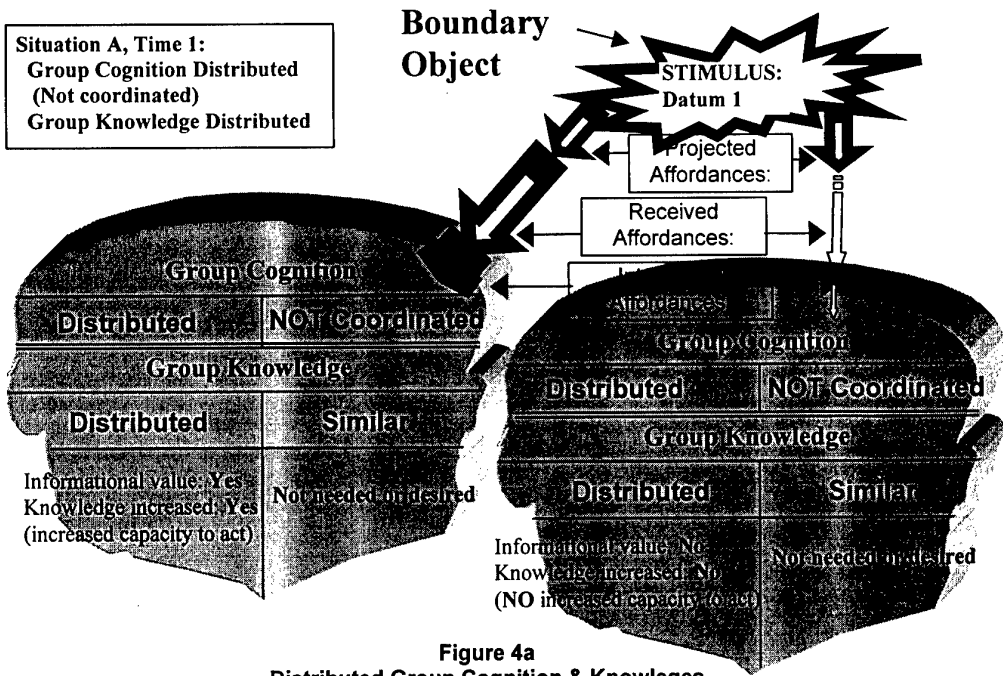 Situation A, Time 1:
Group Cognition Distributed
(Not coordinated)
Group Knowledge Distributed
Boundary
Object
STIMULUS:
Datum 1
Projected
Affordances:
Received
Affordances:
Affordances
Group Cognition
Distributed
NOT Coordinated
Group Knowledge
Distributed
Similar
Informational value: Yes
Knowledge increased: Yes
(increased capacity to act)
Not needed or desired
Group Cognition
Distributed
NOT Coordinated
Group Knowledge
Distributed
Similar
Informational value: No
Knowledge increased: No
(NO increased capacity to act)
Not needed or desired
Figure 4a
Distributed Group Cognition & Knowleges